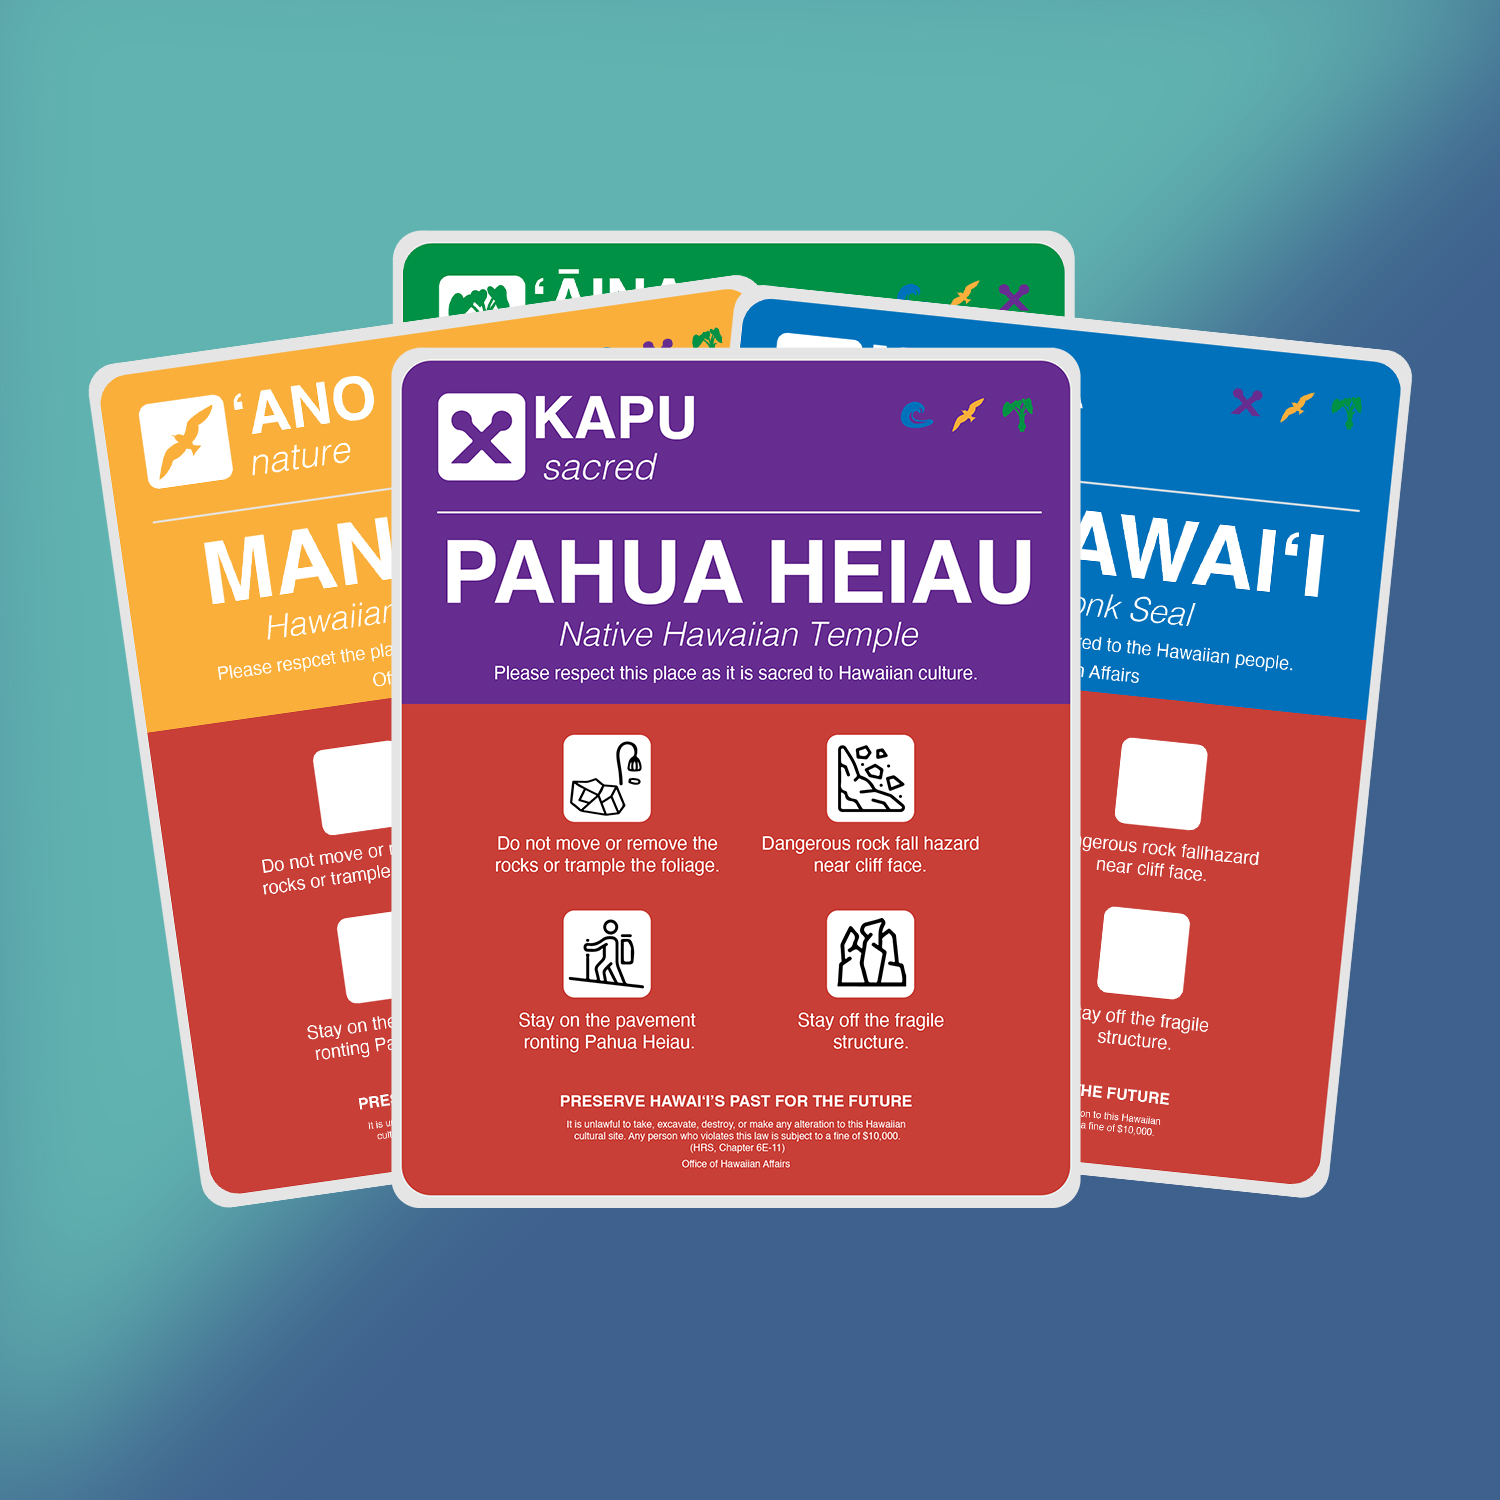 ʻĀINA
ʻANO
nature
MAN
Hawaiian
Please respcet the
Do not move or
rocks or trample
Stay on the
ronting
KAPU
sacred
PAHUA HEIAU
Native Hawaiian Temple
Please respect this place as it is sacred to Hawaiian culture.
Do not move or remove the
rocks or trample the foliage.
Dangerous rock fall hazard
near cliff face.
Stay on the pavement
ronting Pahua Heiau.
Stay off the fragile
structure.
PRESERVE HAWAIʻI'S PAST FOR THE FUTURE
It is unlawful to take, excavate, destroy, or make any alteration to this Hawaiian
cultural site. Any person who violates this law is subject to a fine of $10,000.
(HRS, Chapter 6E-11)
Office of Hawaiian Affairs
AWAIʻI
onk Seal
red to the Hawaiian people.
Affairs
ngerous rock fallhazard
near cliff face.
ay off the fragile
structure.
HE FUTURE
on to this Hawaiian
a fine of $10,000.